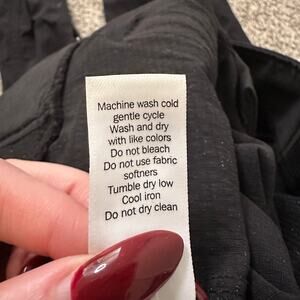 Machine wash cold
gentle cycle
Wash and dry
with like colors
Do not bleach
Do not use fabric
softners
Tumble dry low
Cool iron
Do not dry clean